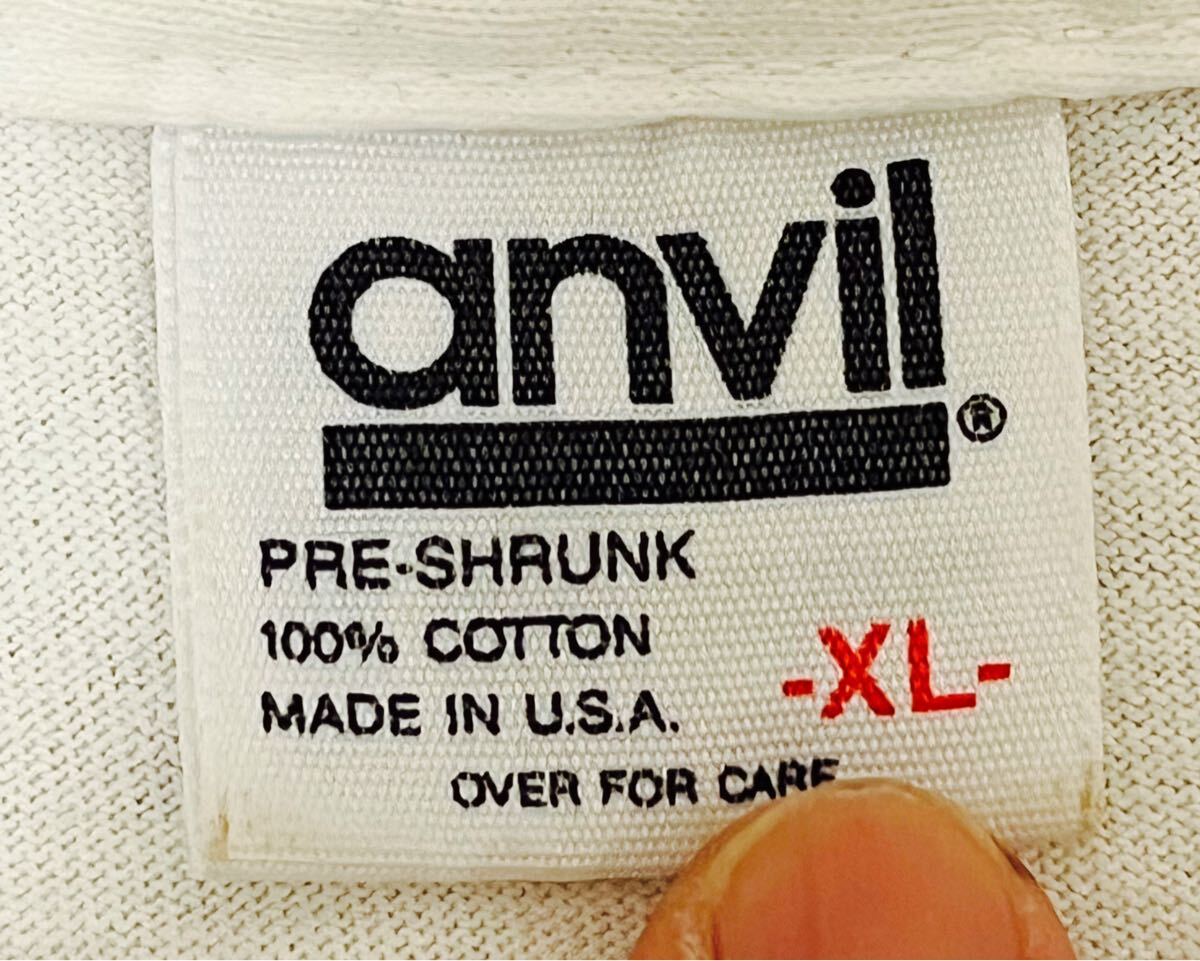 anvil®
PRE-SHRUNK
100% COTTON
MADE IN U.S.A.
-XL-
OVER FOR CARE